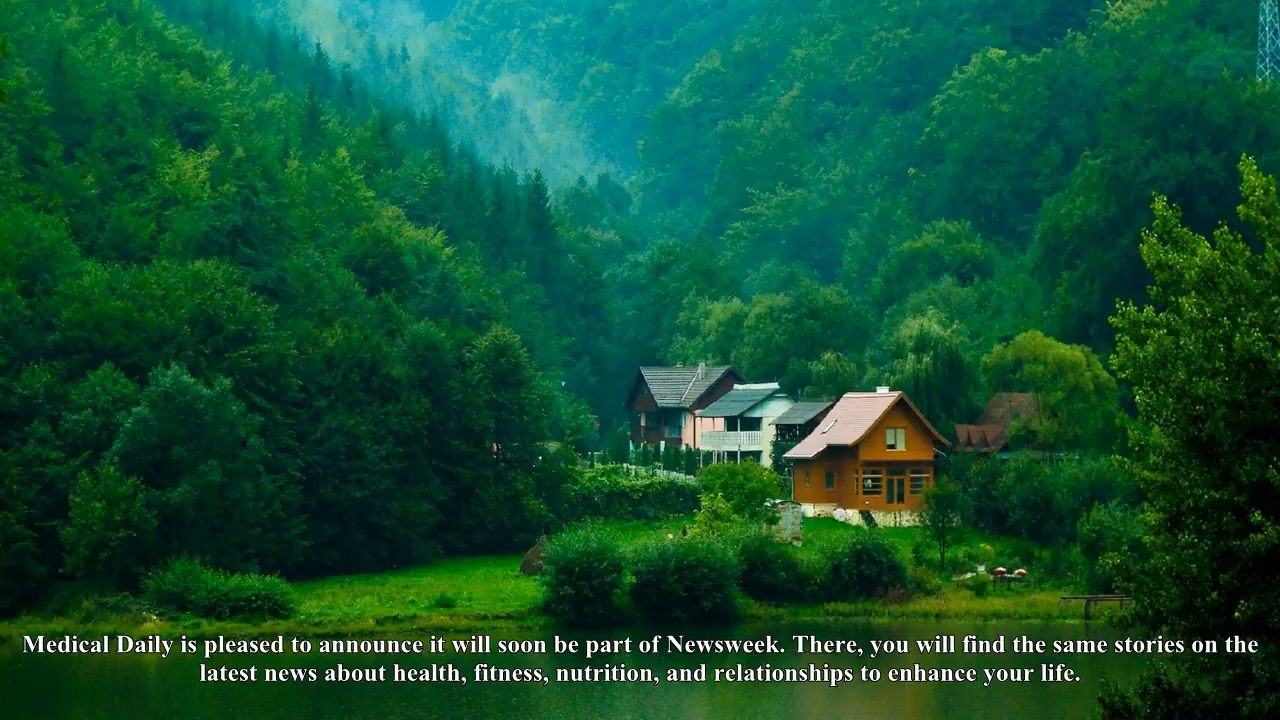 Medical Daily is pleased to announce it will soon be part of Newsweek. There, you will find the same stories on the
latest news about health, fitness, nutrition, and relationships to enhance your life.